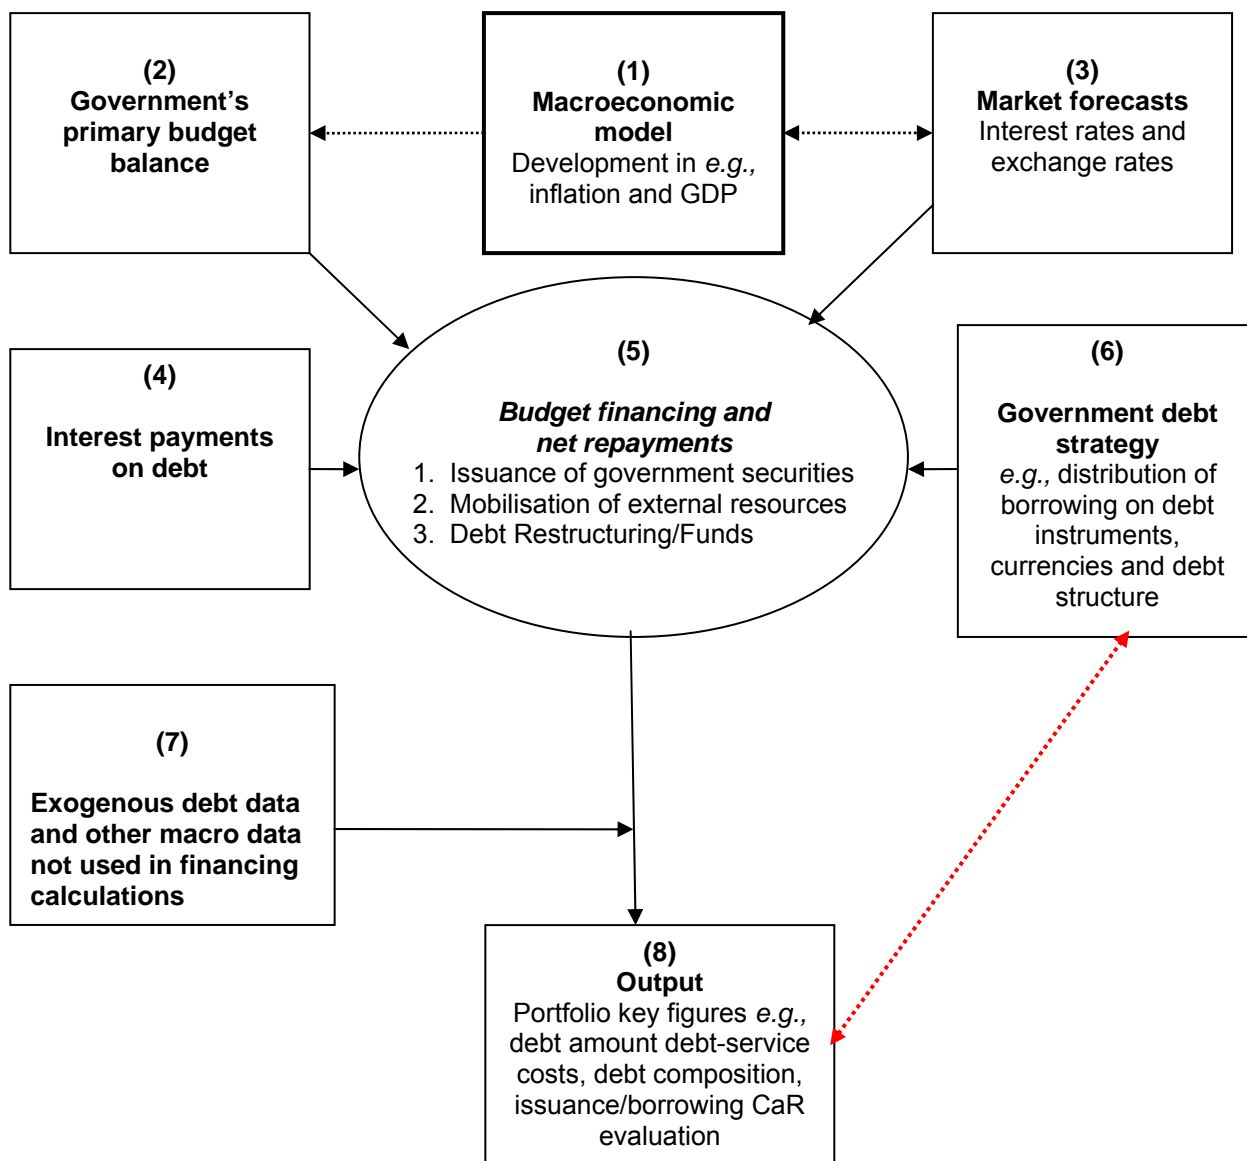 (2)
Government’s
primary budget
balance
(1)
Macroeconomic
model
Development in e.g.,
inflation and GDP
(3)
Market forecasts
Interest rates and
exchange rates
(4)
Interest payments
on debt
(5)
Budget financing and
net repayments
1. Issuance of government securities
2. Mobilisation of external resources
3. Debt Restructuring/Funds
(6)
Government debt
strategy
e.g., distribution of
borrowing on debt
instruments,
currencies and debt
structure
(7)
Exogenous debt data
and other macro data
not used in financing
calculations
(8)
Output
Portfolio key figures e.g.,
debt amount debt-service
costs, debt composition,
issuance/borrowing CaR
evaluation